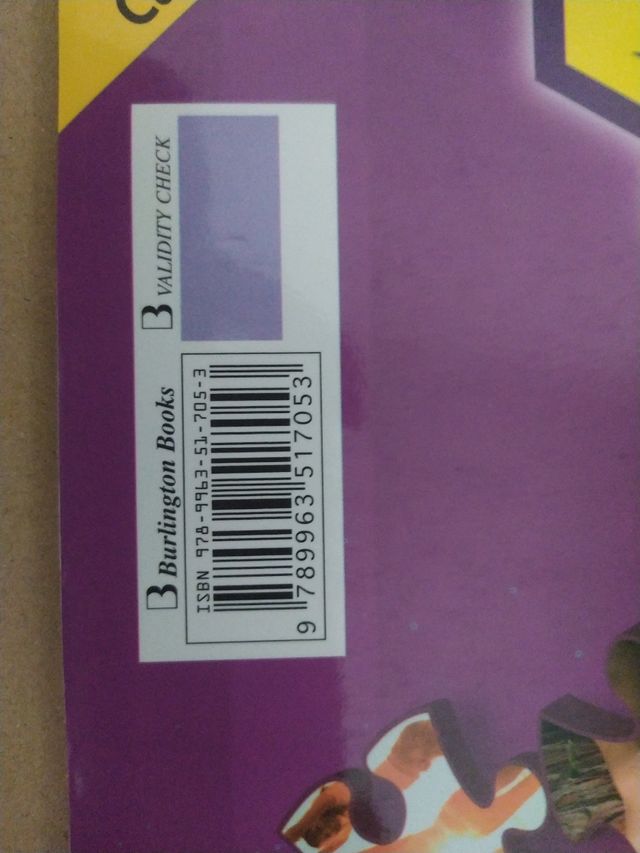 B Burlington Books
B VALIDITY CHECK
ISBN 978-9963-51-705-3
9 789963 517053